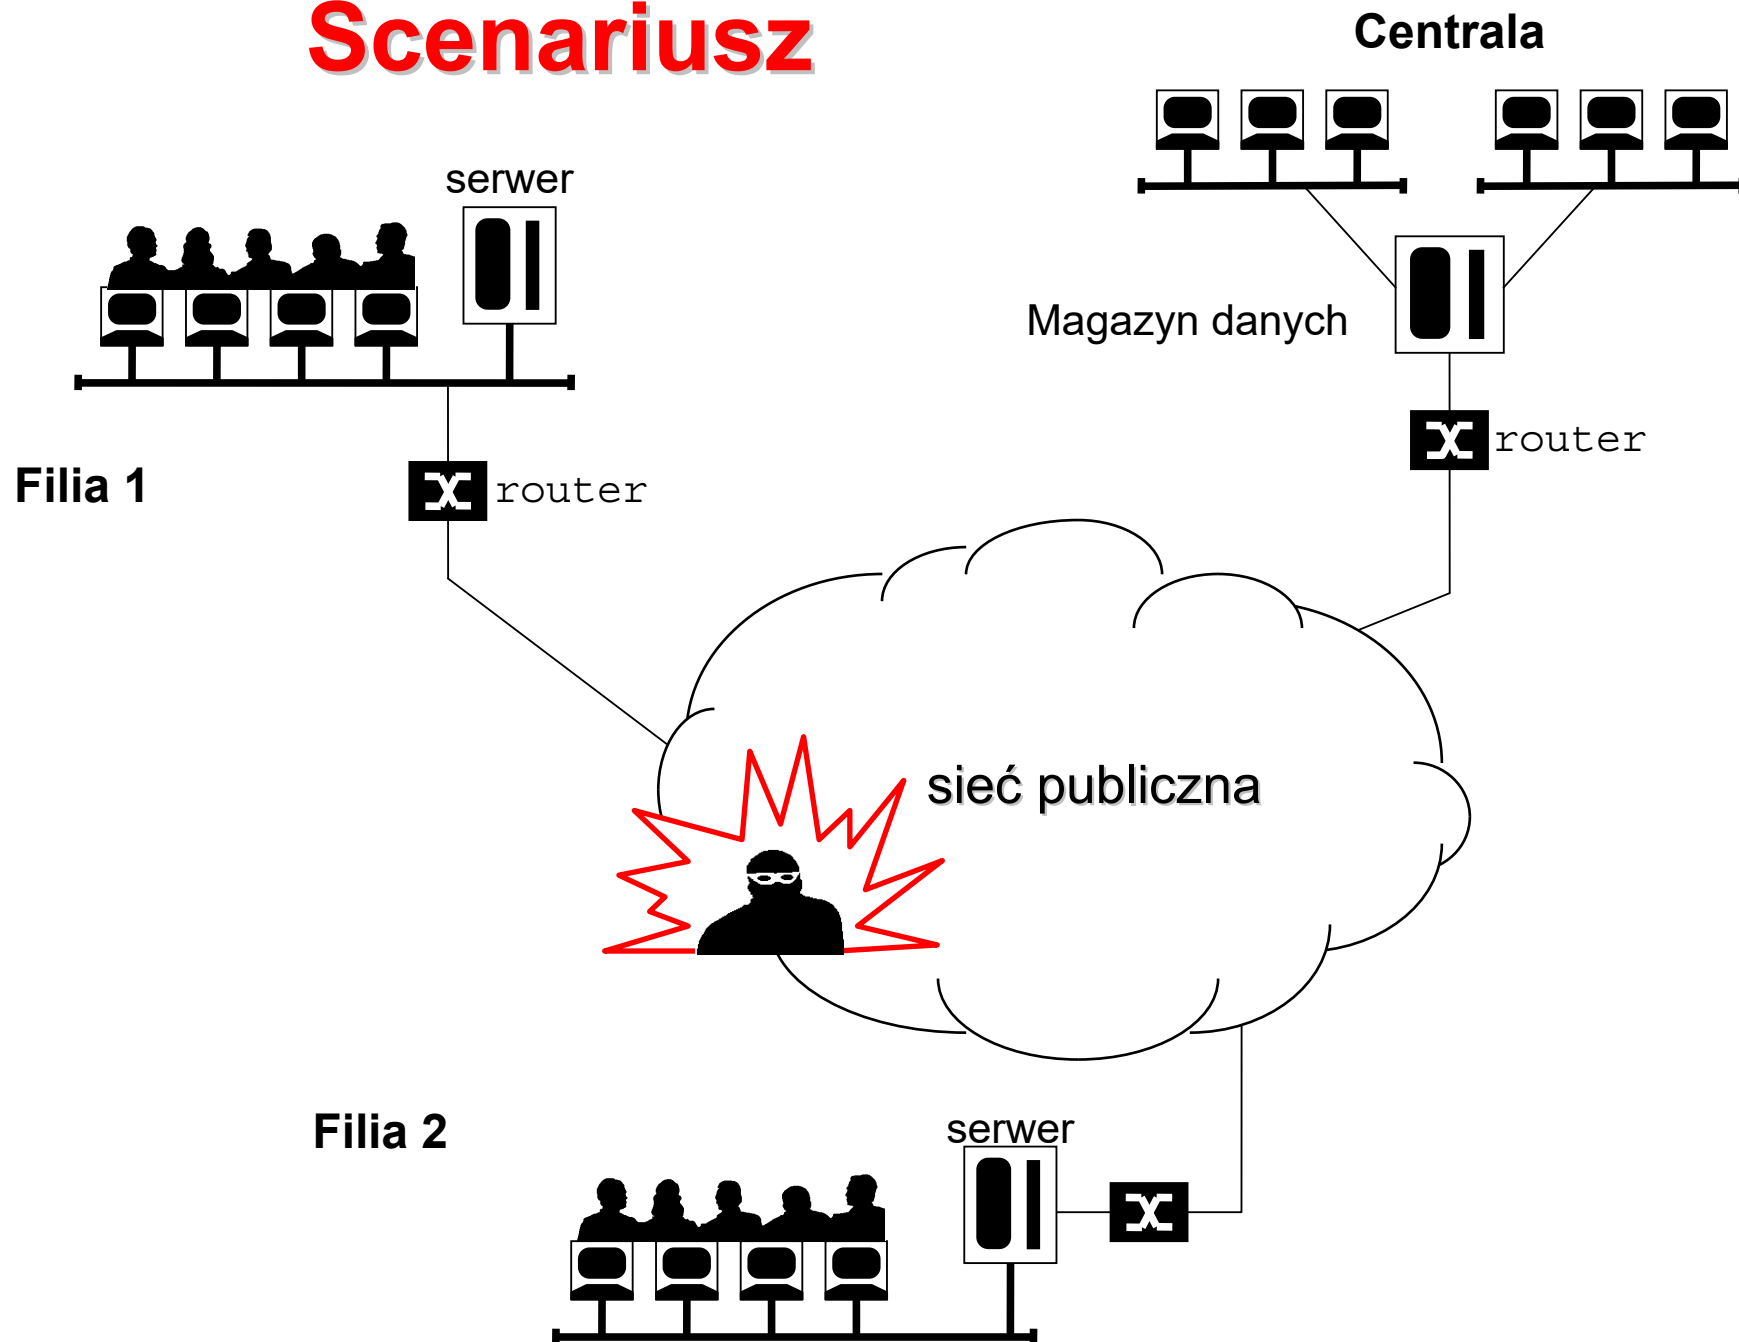 Scenariusz
Centrala
serwer
Magazyn danych
router
Filia 1
router
sieć publiczna
Filia 2
serwer